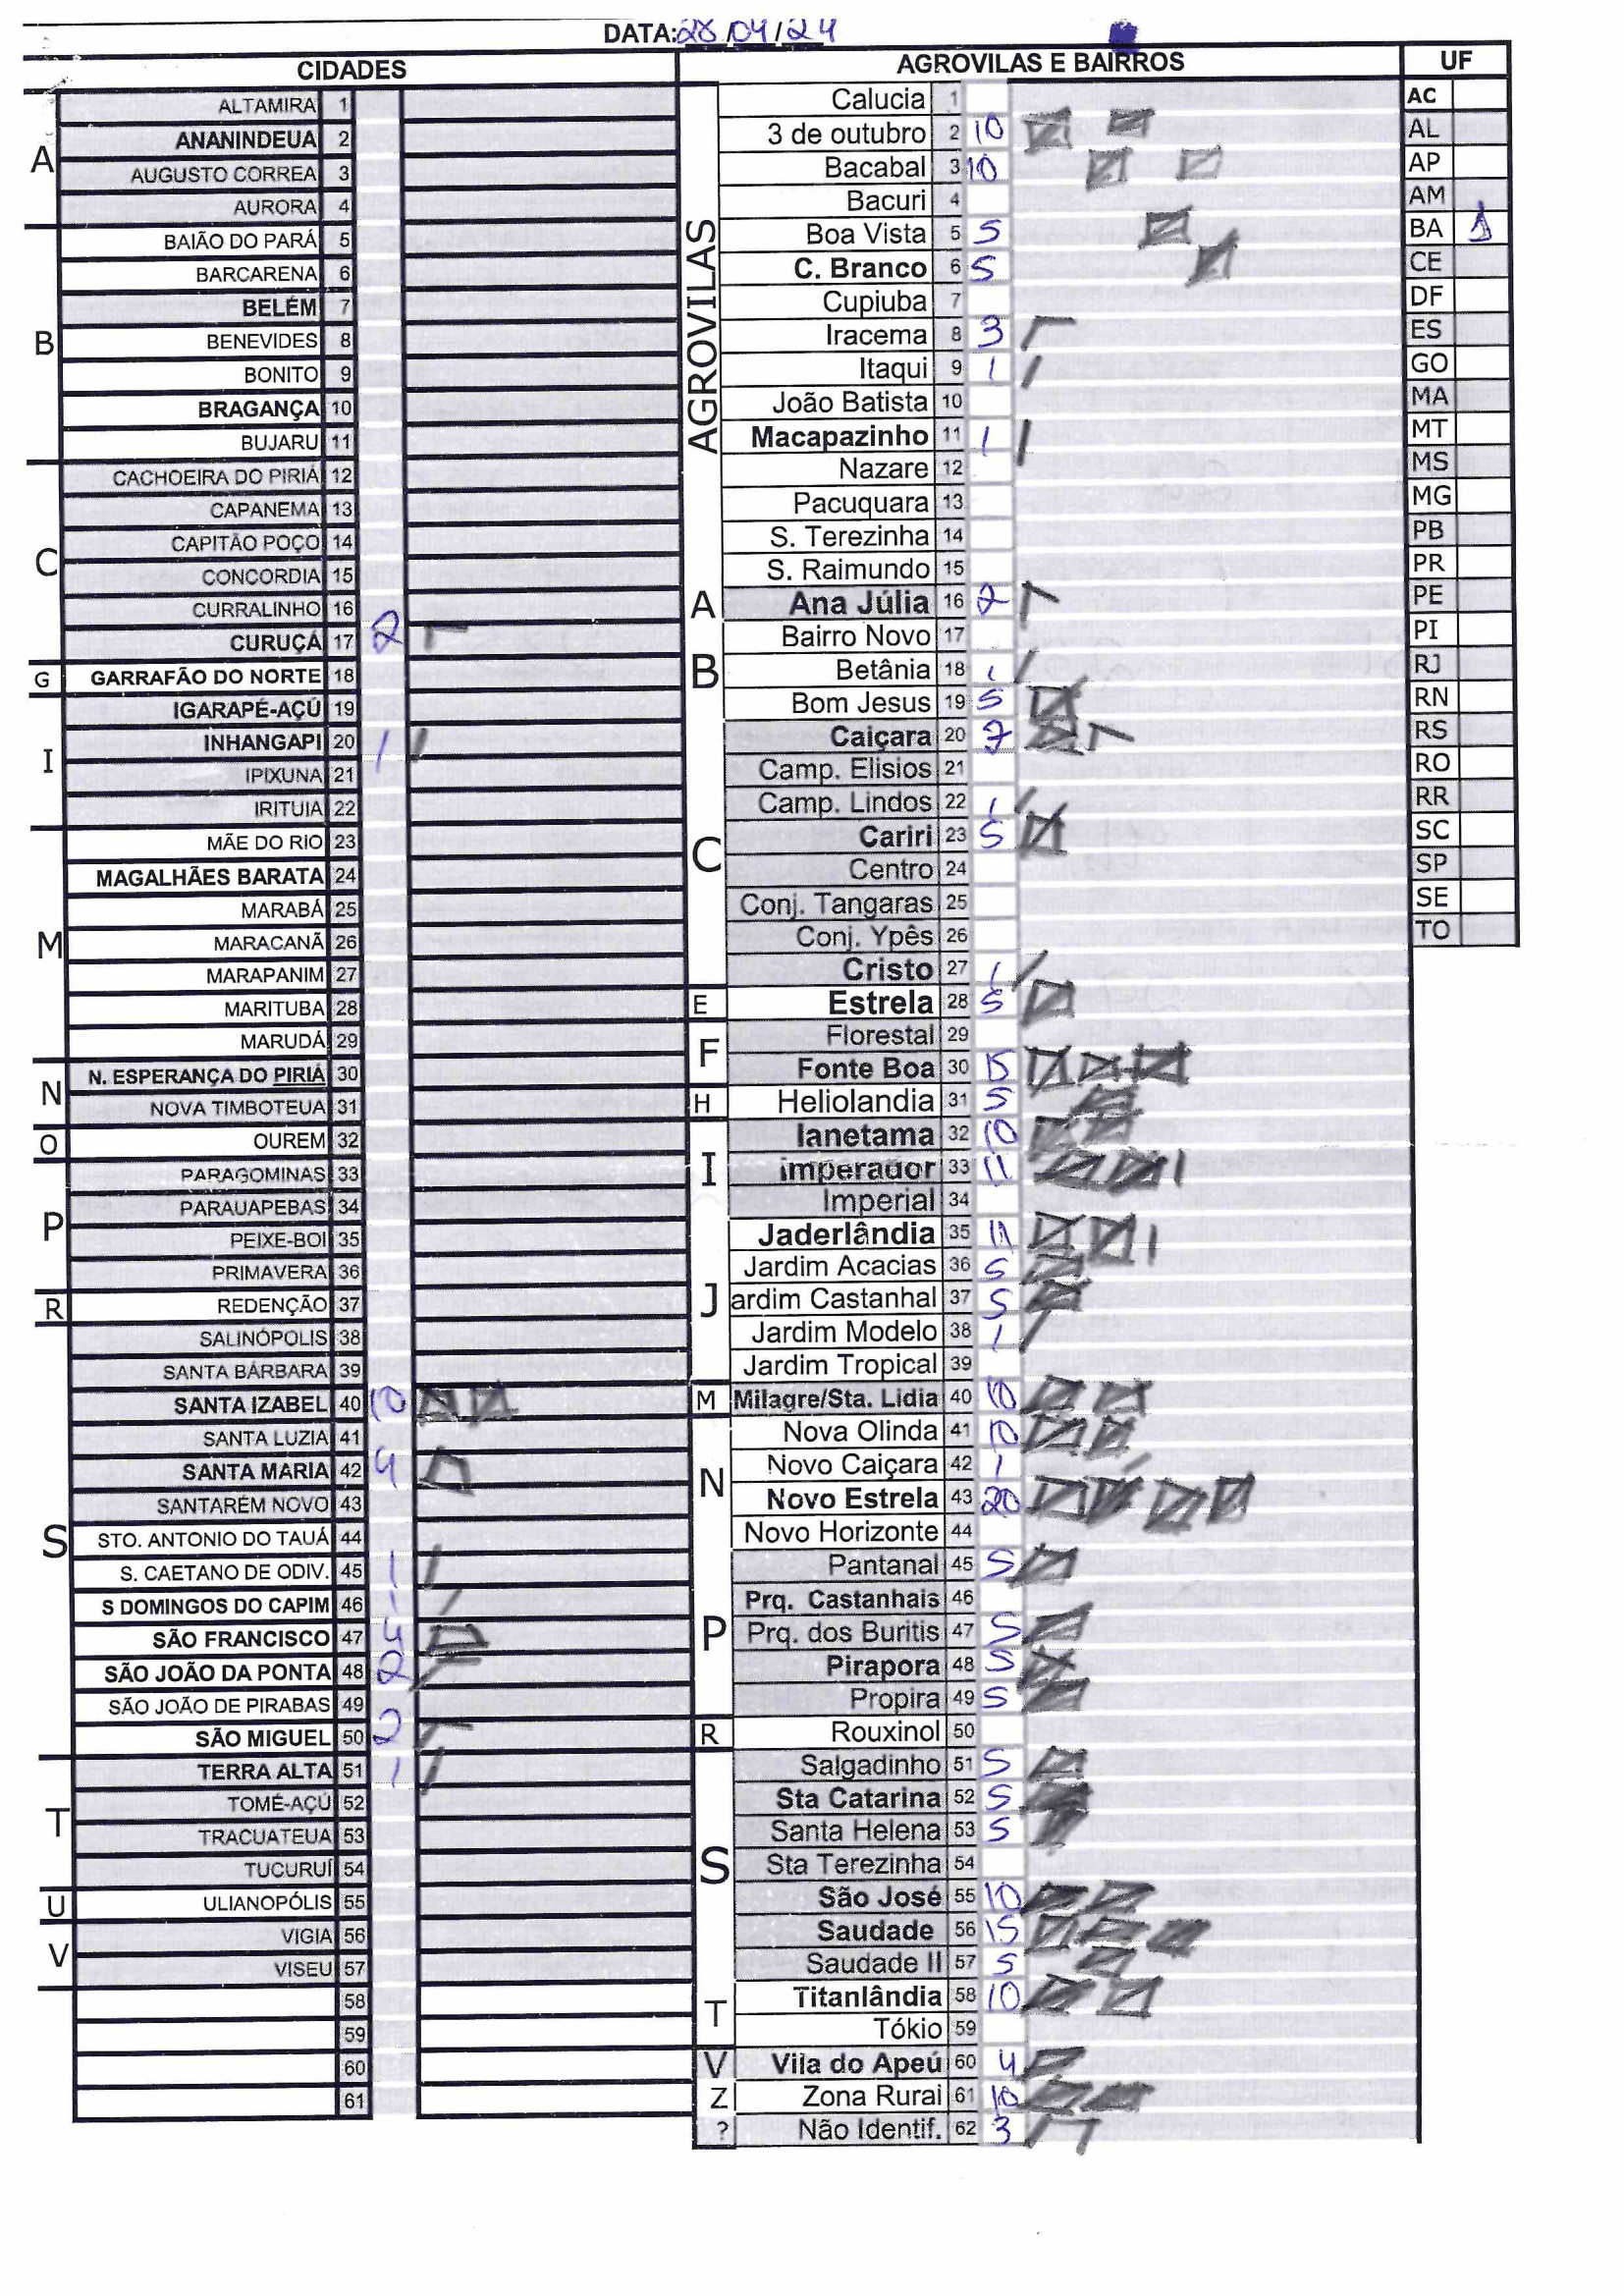 DATA: 28/04/24
CIDADES
A
ALTAMIRA 1
ANANINDEUA 2
AUGUSTO CORREA 3
AURORA 4
B
BAIÃO DO PARÁ 5
BARCARENA 6
BELÉM 7
BENEVIDES 8
BONITO 9
BRAGANÇA 10
BUJARU 11
C
CACHOEIRA DO PIRIÁ 12
CAPANEMA 13
CAPITÃO POÇO 14
CONCORDIA 15
CURRALINHO 16
CURUÇÁ 17 2
G
GARRAFÃO DO NORTE 18
I
IGARAPÉ-AÇÚ 19
INHANGAPI 20 1
IPIXUNA 21
IRITUIA 22
M
MÃE DO RIO 23
MAGALHÃES BARATA 24
MARABÁ 25
MARACANÃ 26
MARAPANIM 27
MARITUBA 28
MARUDÁ 29
N
N. ESPERANÇA DO PIRIÁ 30
NOVA TIMBOTEUA 31
O
OUREM 32
P
PARAGOMINAS 33
PARAUAPEBAS 34
PEIXE-BOI 35
PRIMAVERA 36
R
REDENÇÃO 37
S
SALINÓPOLIS 38
SANTA BÁRBARA 39
SANTA IZABEL 40 10
SANTA LUZIA 41
SANTA MARIA 42 4
SANTARÉM NOVO 43
STO. ANTONIO DO TAUÁ 44
S. CAETANO DE ODIV. 45 1
S DOMINGOS DO CAPIM 46 1
SÃO FRANCISCO 47 4
SÃO JOÃO DA PONTA 48 2
SÃO JOÃO DE PIRABAS 49
SÃO MIGUEL 50 2
T
TERRA ALTA 51 1
TOMÉ-AÇÚ 52
TRACUATEUA 53
TUCURUÍ 54
U
ULIANOPÓLIS 55
V
VIGIA 56
VISEU 57
58
59
60
61
AGROVILAS E BAIRROS
AGROVILAS
Calucia 1
3 de outubro 2 10
Bacabal 3 10
Bacuri 4
Boa Vista 5 5
C. Branco 6 5
Cupiuba 7
Iracema 8 3
Itaqui 9 1
João Batista 10
Macapazinho 11 1
Nazare 12
Pacuquara 13
S. Terezinha 14
S. Raimundo 15
A
Ana Júlia 16 2
B
Bairro Novo 17
Betânia 18 1
Bom Jesus 19 5
C
Caiçara 20 7
Camp. Elisios 21
Camp. Lindos 22 1
Cariri 23 5
Centro 24
Conj. Tangaras 25
Conj. Ypês 26
Cristo 27 1
E
Estrela 28 5
F
Florestal 29
Fonte Boa 30 15
H
Heliolandia 31 5
I
Ianetama 32 10
imperador 33 11
Imperial 34
J
Jaderlândia 35 11
Jardim Acacias 36 5
ardim Castanhal 37 5
Jardim Modelo 38 1
Jardim Tropical 39
M
Milagre/Sta. Lidia 40 10
N
Nova Olinda 41 10
Novo Caiçara 42 1
Novo Estrela 43 20
Novo Horizonte 44
P
Pantanal 45 5
Prq. Castanhais 46
Prq. dos Buritis 47 5
Pirapora 48 5
Propira 49 5
R
Rouxinol 50
S
Salgadinho 51 5
Sta Catarina 52 5
Santa Helena 53 5
Sta Terezinha 54
São José 55 10
Saudade 56 15
Saudade II 57 5
T
Titanlândia 58 10
Tókio 59
V
Vila do Apeú 60 4
Z
Zona Rural 61 10
?
Não Identif. 62 3
UF
AC
AL
AP
AM
BA 1
CE
DF
ES
GO
MA
MT
MS
MG
PB
PR
PE
PI
RJ
RN
RS
RO
RR
SC
SP
SE
TO